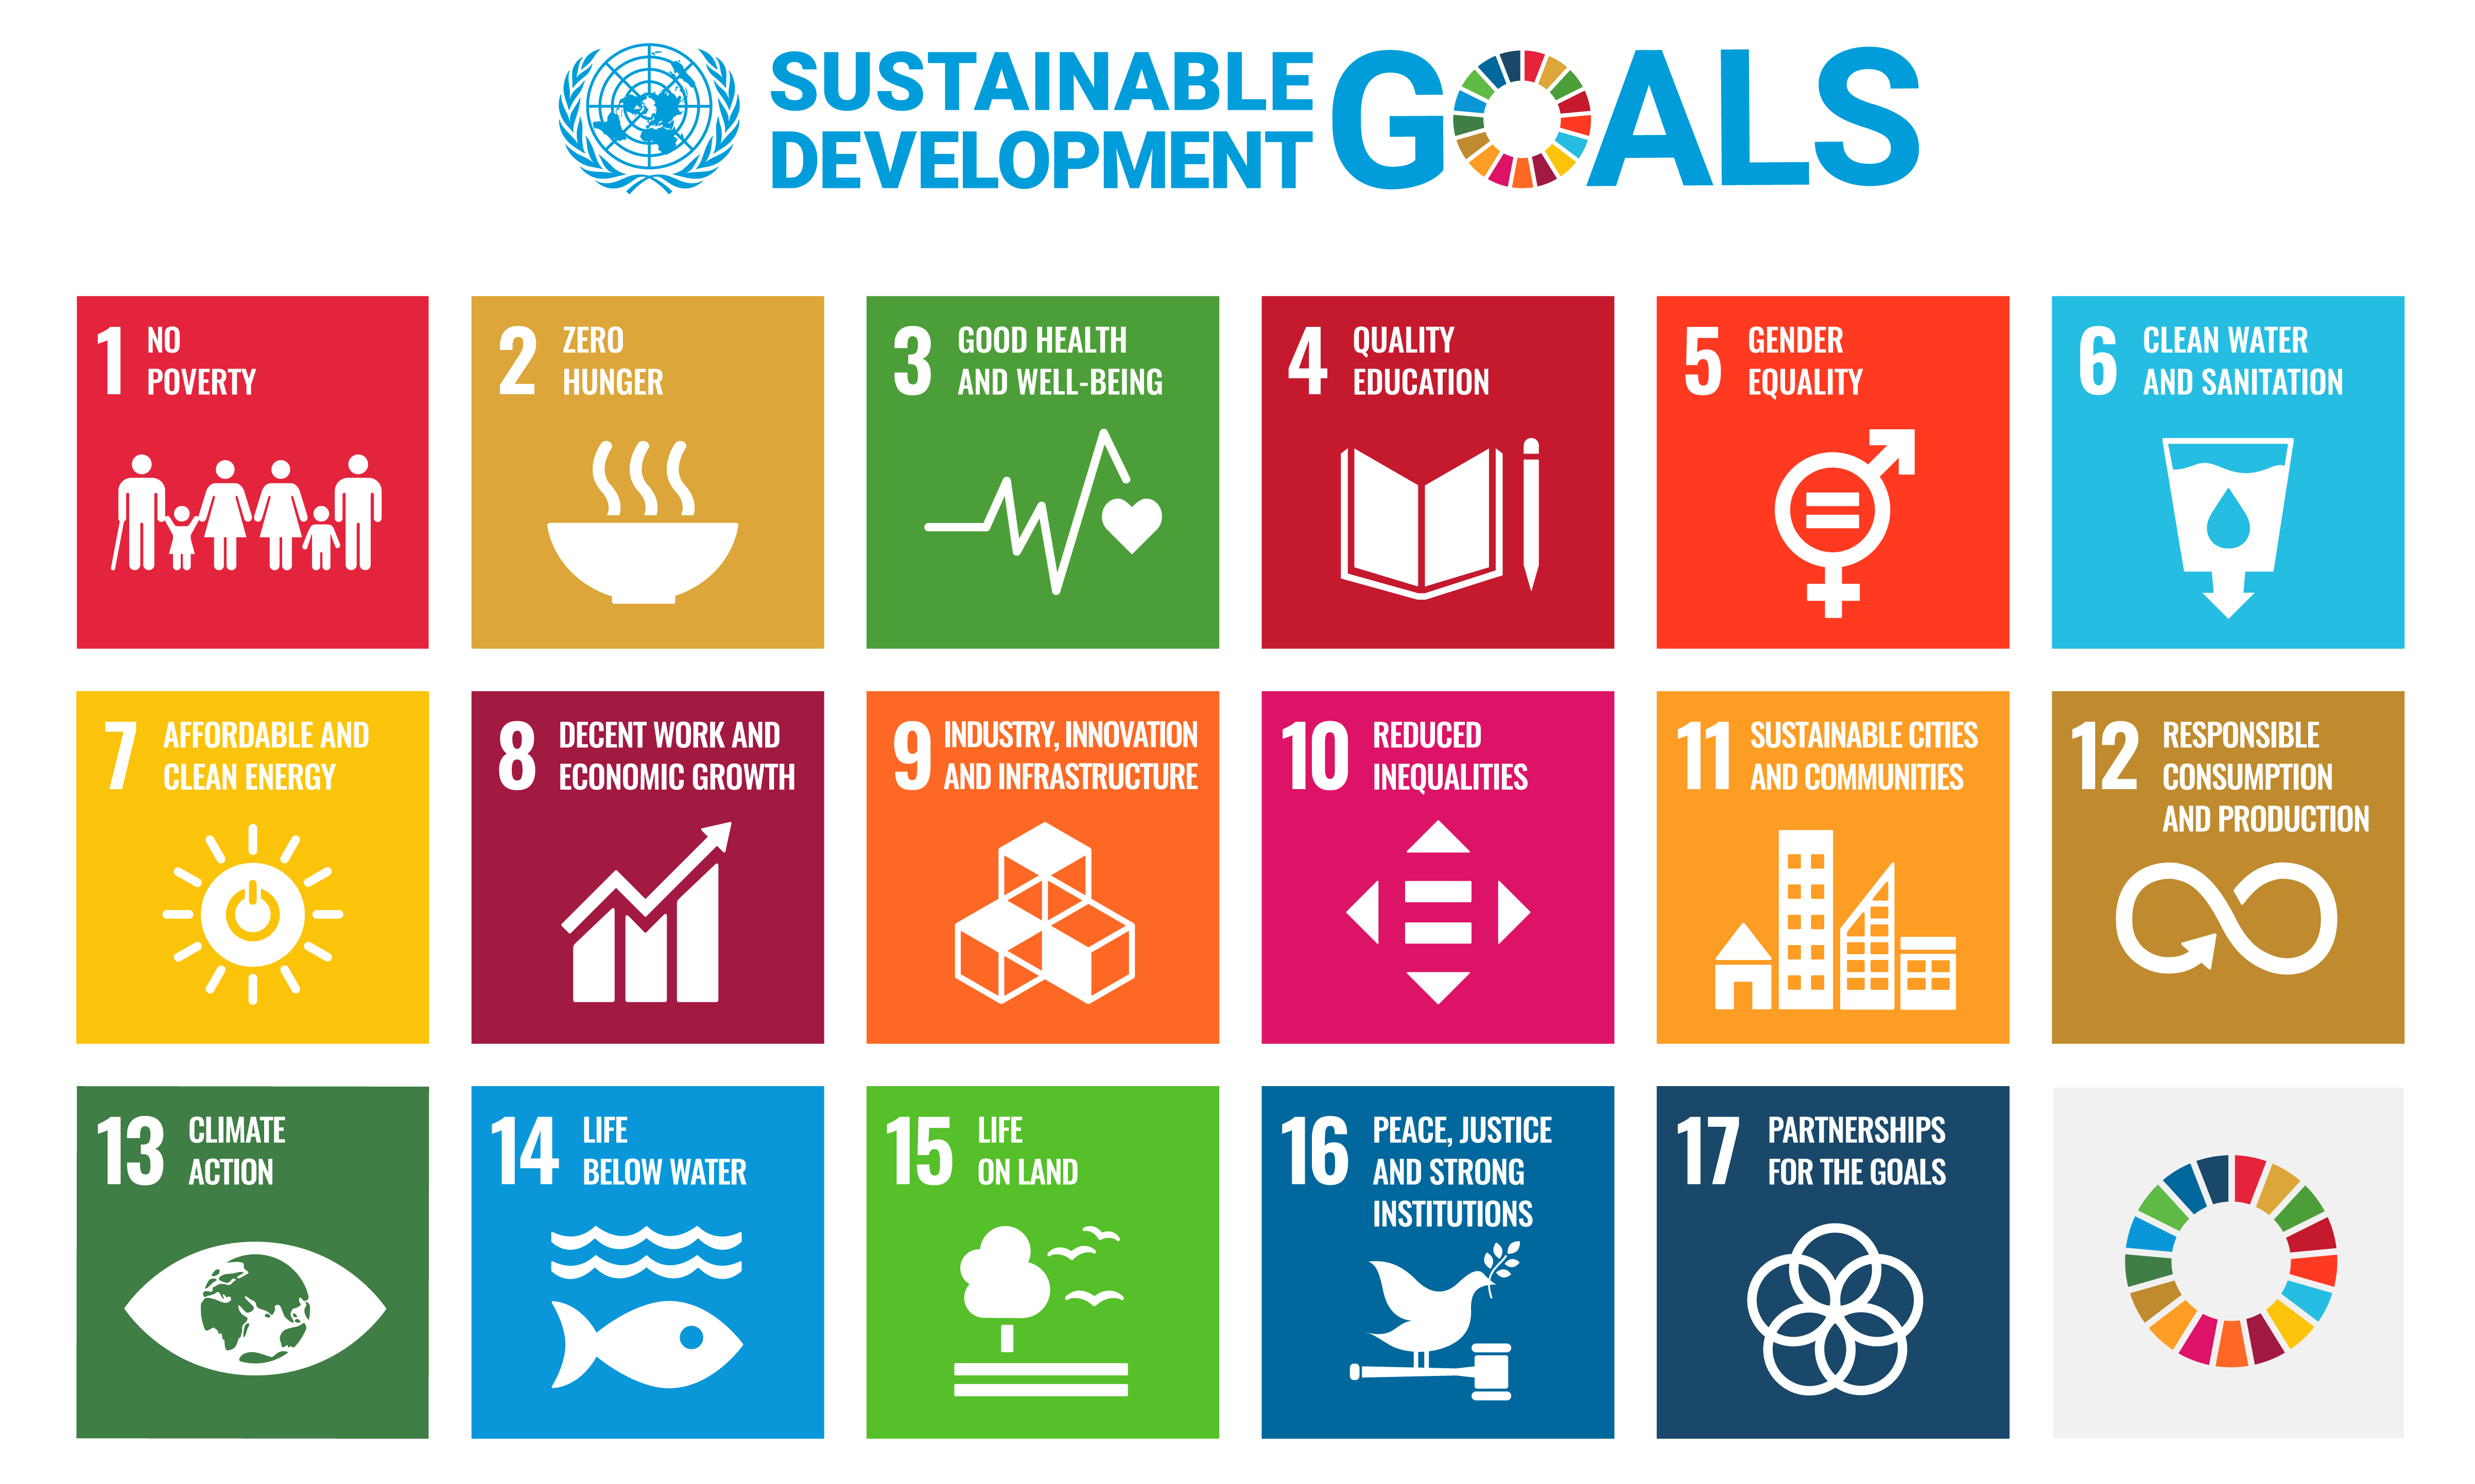 SUSTAINABLE
DEVELOPMENT
GOALS
1 NO
POVERTY
2 ZERO
HUNGER
3 GOOD HEALTH
AND WELL-BEING
4 QUALITY
EDUCATION
5 GENDER
EQUALITY
6 CLEAN WATER
AND SANITATION
7 AFFORDABLE AND
CLEAN ENERGY
8 DECENT WORK AND
ECONOMIC GROWTH
9 INDUSTRY, INNOVATION
AND INFRASTRUCTURE
10 REDUCED
INEQUALITIES
11 SUSTAINABLE CITIES
AND COMMUNITIES
12 RESPONSIBLE
CONSUMPTION
AND PRODUCTION
13 CLIMATE
ACTION
14 LIFE
BELOW WATER
15 LIFE
ON LAND
16 PEACE, JUSTICE
AND STRONG
INSTITUTIONS
17 PARTNERSHIPS
FOR THE GOALS